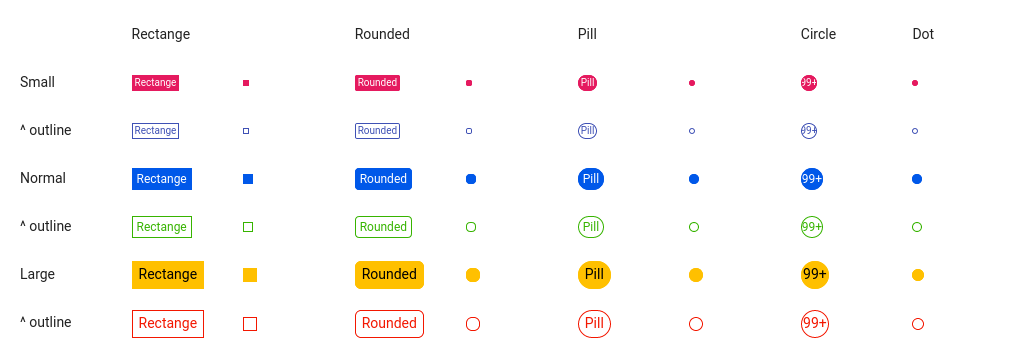 Rectange Rounded Pill Circle Dot
Small Rectange Rounded Pill 99+
^ outline Rectange Rounded Pill 99+
Normal Rectange Rounded Pill 99+
^ outline Rectange Rounded Pill 99+
Large Rectange Rounded Pill 99+
^ outline Rectange Rounded Pill 99+